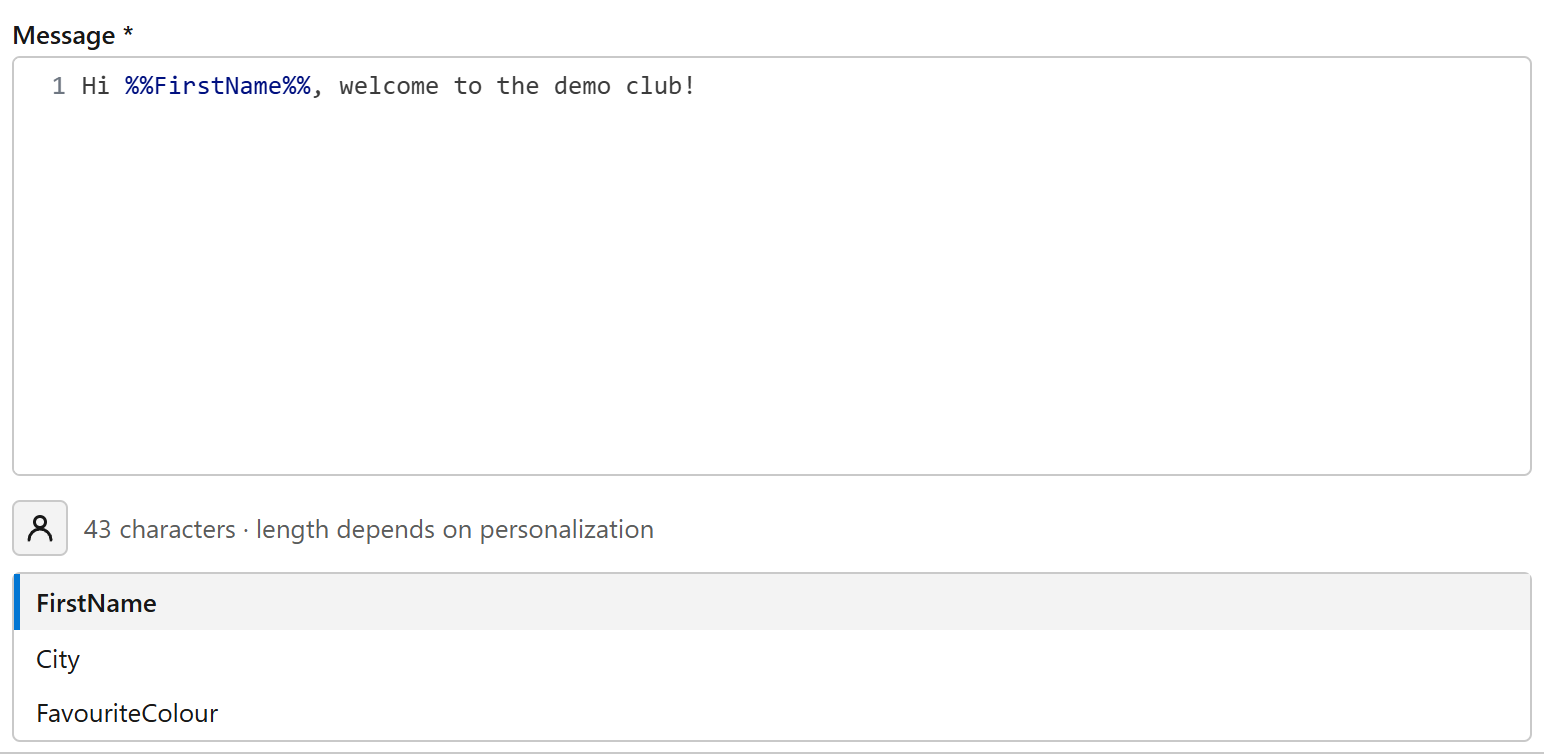 Message *
1 Hi %%FirstName%%, welcome to the demo club!
43 characters · length depends on personalization
FirstName
City
FavouriteColour